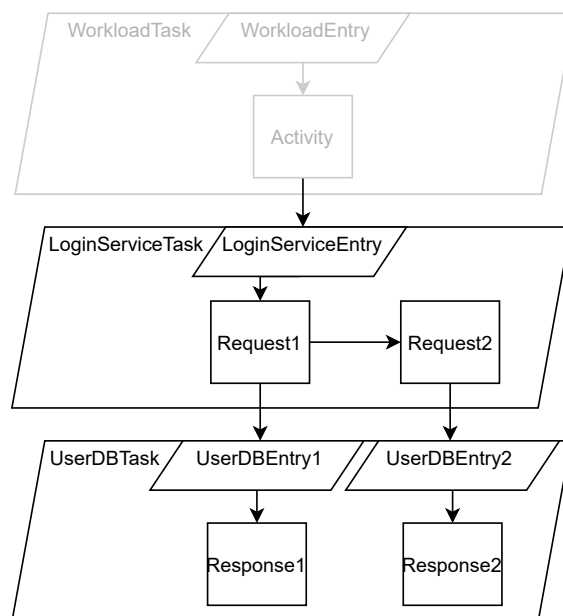 WorkloadTask
WorkloadEntry
Activity
LoginServiceTask
LoginServiceEntry
Request1
Request2
UserDBTask
UserDBEntry1
UserDBEntry2
Response1
Response2